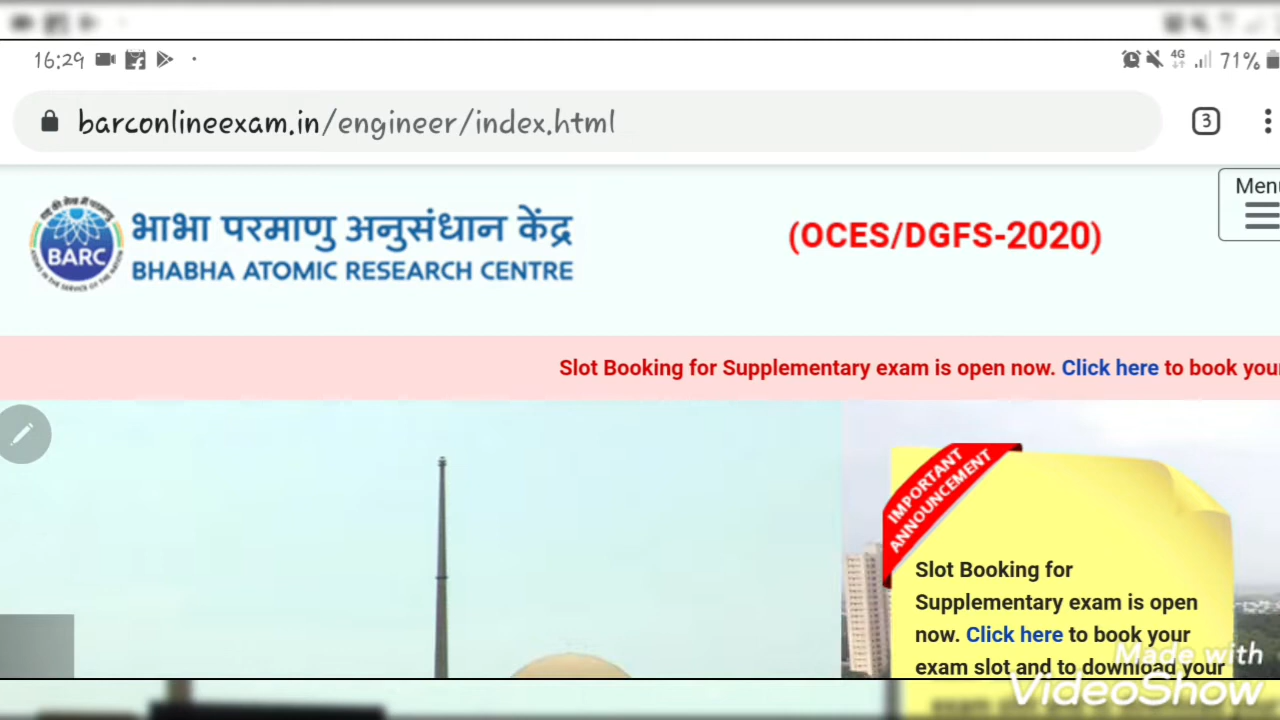 16:29
4G
71%
barconlineexam.in/engineer/index.html
3
Menu
BARC
भाभा परमाणु अनुसंधान केंद्र
BHABHA ATOMIC RESEARCH CENTRE
(OCES/DGFS-2020)
Slot Booking for Supplementary exam is open now. Click here to book your
IMPORTANT
ANNOUNCEMENT
Slot Booking for
Supplementary exam is open
now. Click here to book your
exam slot and to download your
Made with
VideoShow